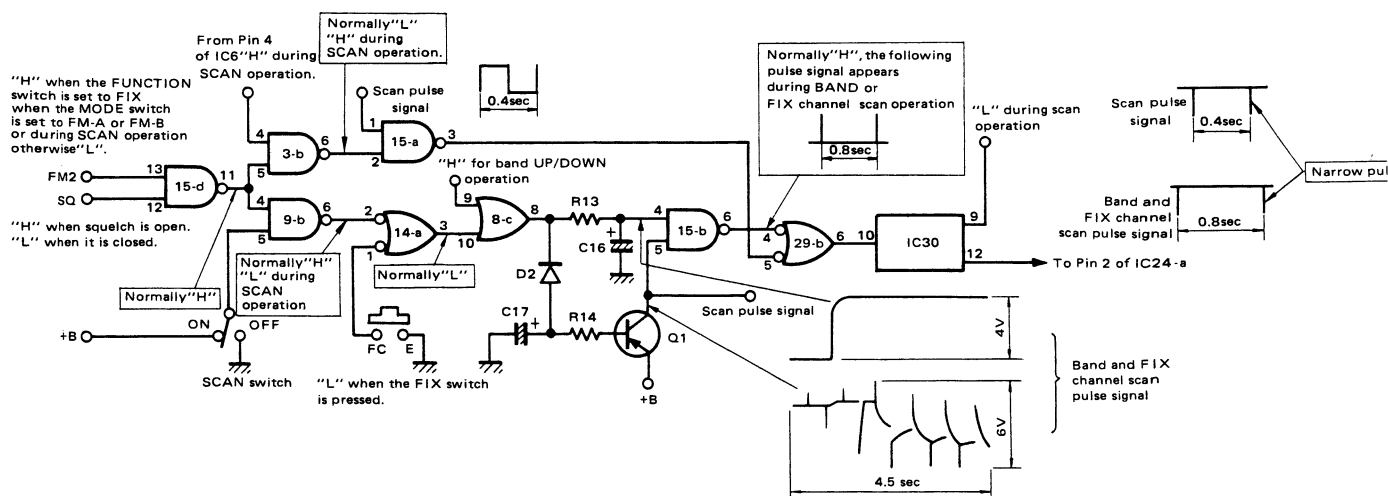 "H" when the FUNCTION
switch is set to FIX
when the MODE switch
is set to FM-A or FM-B
or during SCAN operation
otherwise "L".
From Pin 4
of IC6 "H" during
SCAN operation.
Normally "L"
"H" during
SCAN operation.
Scan pulse
signal
0.4sec
Normally "H", the following
pulse signal appears
during BAND or
FIX channel scan operation
0.8sec
"L" during scan
operation
Scan pulse
signal
0.4sec
Narrow pul
Band and
FIX channel
scan pulse signal
0.8sec
FM2
SQ
13
12
15-d
11
4
5
3-b
6
1
2
15-a
3
4
5
9-b
6
2
1
14-a
3
"H" for band UP/DOWN
operation
9
10
8-c
8
R13
+
C16
4
5
15-b
6
4
5
29-b
6
10
IC30
9
12
To Pin 2 of IC24-a
"H" when squelch is open.
"L" when it is closed.
Normally "H"
Normally "H"
"L" during
SCAN
operation
Normally "L"
D2
C17
+
R14
Q1
+B
Scan pulse signal
+B
ON
OFF
SCAN switch
FC
E
"L" when the FIX switch
is pressed.
4V
6V
4.5 sec
Band and FIX
channel scan
pulse signal